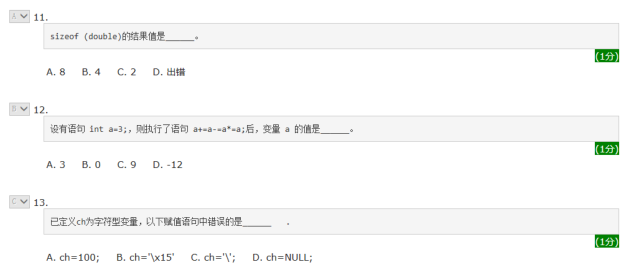 A 11.
sizeof (double)的结果值是______。
(1分)
A. 8 B. 4 C. 2 D. 出错
B 12.
设有语句 int a=3;，则执行了语句 a+=a-=a*=a;后，变量 a 的值是______。
(1分)
A. 3 B. 0 C. 9 D. -12
C 13.
已定义ch为字符型变量，以下赋值语句中错误的是______ .
(1分)
A. ch=100; B. ch='\x15' C. ch='\'; D. ch=NULL;